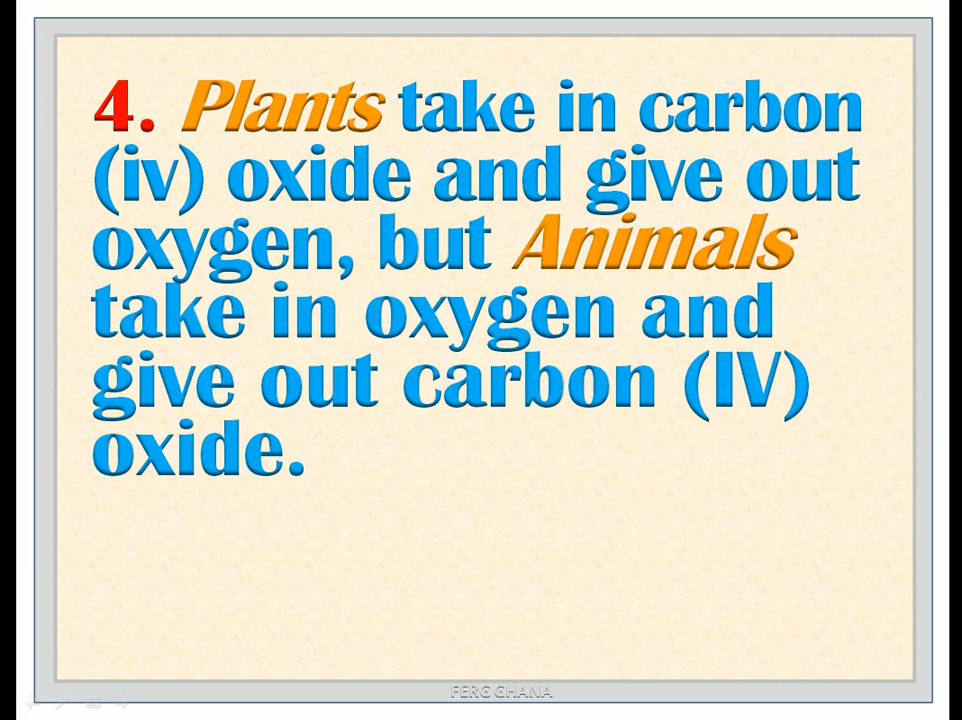 4. Plants take in carbon
(iv) oxide and give out
oxygen, but Animals
take in oxygen and
give out carbon (IV)
oxide.
FERG GHANA